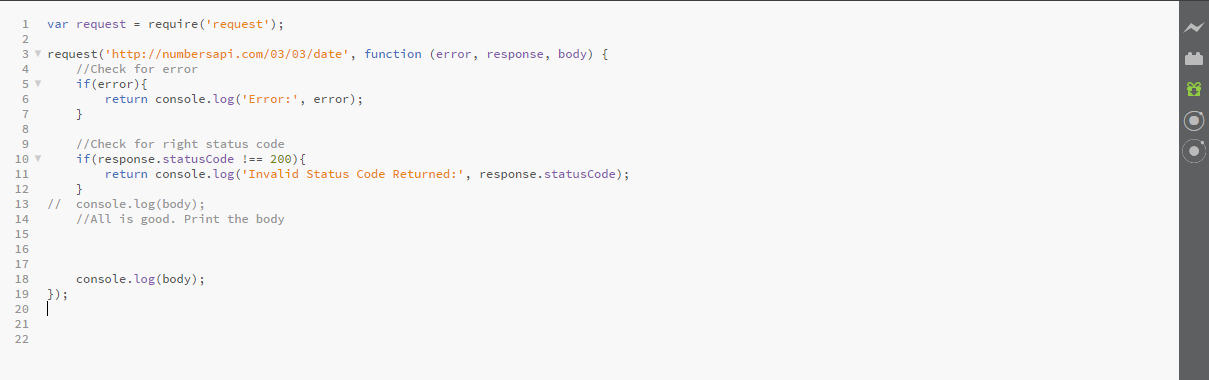 1 var request = require('request');
2
3 request('http://numbersapi.com/03/03/date', function (error, response, body) {
4     //Check for error
5     if(error){
6         return console.log('Error:', error);
7     }
8
9     //Check for right status code
10     if(response.statusCode !== 200){
11         return console.log('Invalid Status Code Returned:', response.statusCode);
12     }
13 //  console.log(body);
14     //All is good. Print the body
15
16
17
18     console.log(body);
19 });
20
21
22